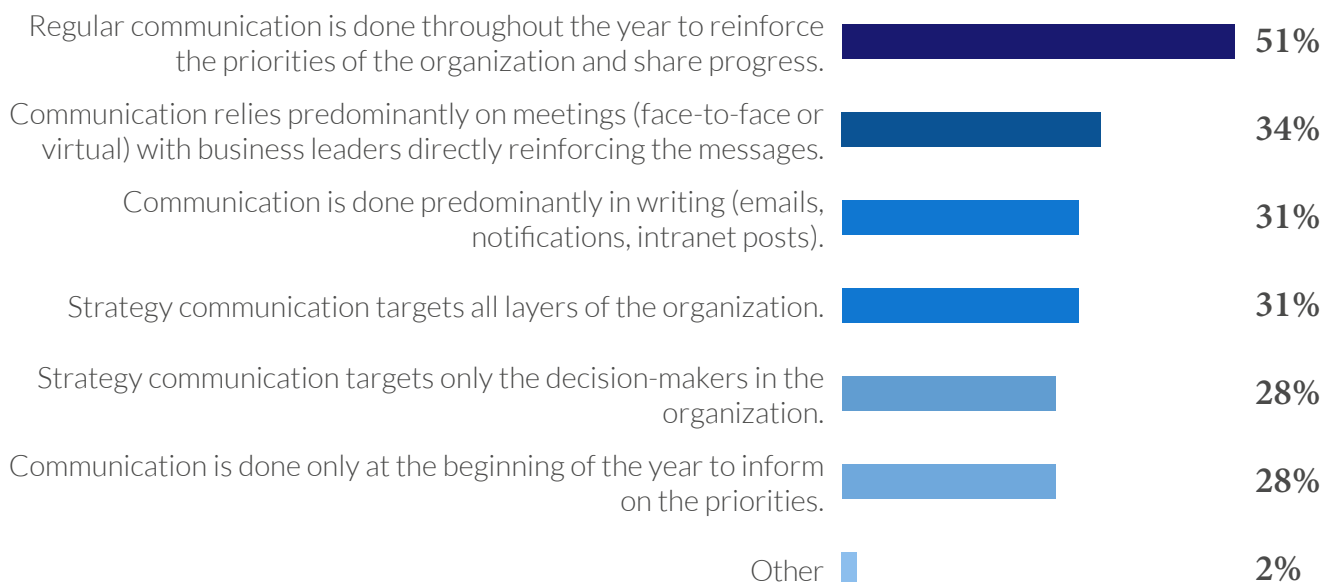 Regular communication is done throughout the year to reinforce
the priorities of the organization and share progress.
51%
Communication relies predominantly on meetings (face-to-face or
virtual) with business leaders directly reinforcing the messages.
34%
Communication is done predominantly in writing (emails,
notifications, intranet posts).
31%
Strategy communication targets all layers of the organization.
31%
Strategy communication targets only the decision-makers in the
organization.
28%
Communication is done only at the beginning of the year to inform
on the priorities.
28%
Other
2%